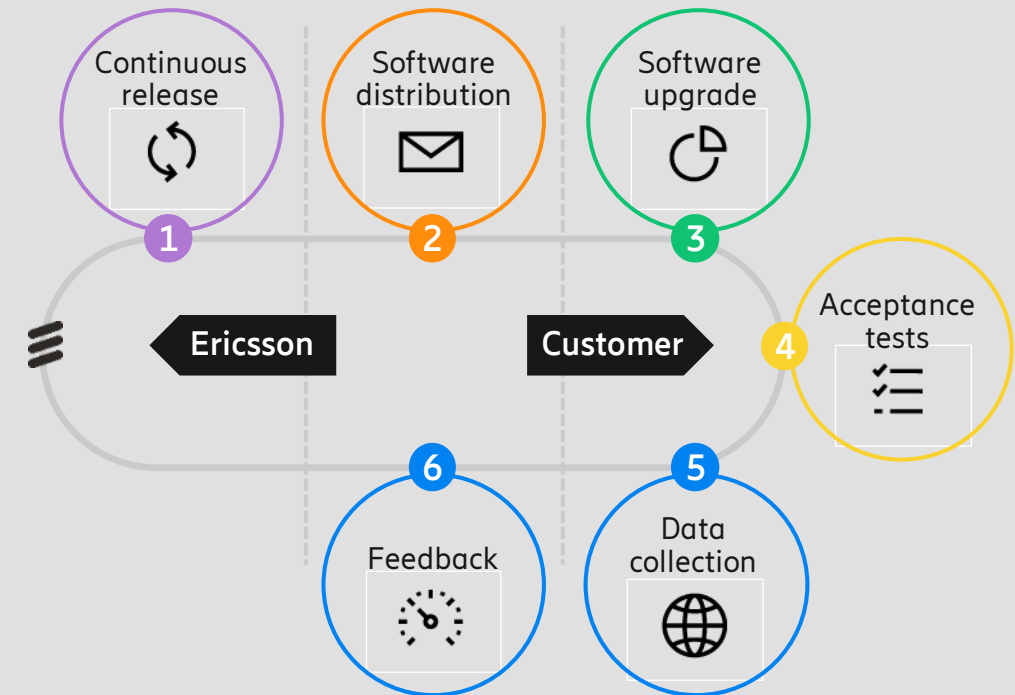 Continuous
release
1
Software
distribution
2
Software
upgrade
3
Acceptance
tests
4
Ericsson
Customer
6
Feedback
5
Data
collection